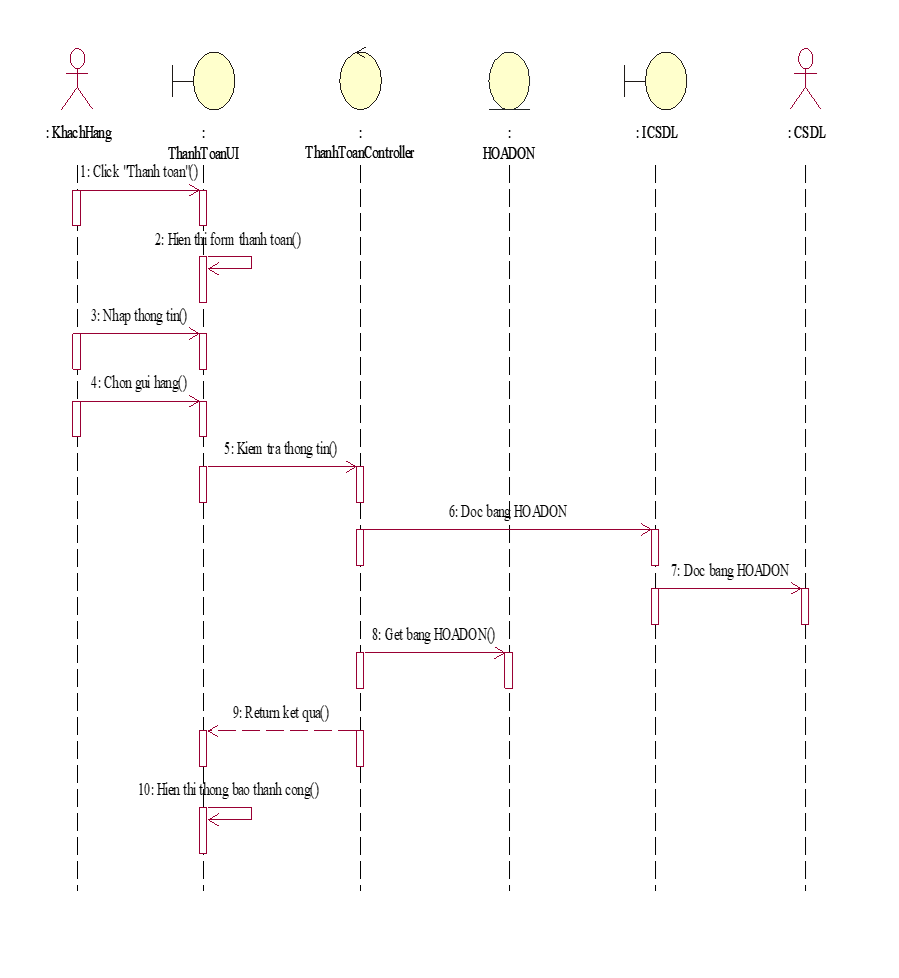 : KhachHang
:
ThanhToanUI
:
ThanhToanController
:
HOADON
: ICSDL
: CSDL
1: Click "Thanh toan"()
2: Hien thi form thanh toan()
3: Nhap thong tin()
4: Chon gui hang()
5: Kiem tra thong tin()
6: Doc bang HOADON
7: Doc bang HOADON
8: Get bang HOADON()
9: Return ket qua()
10: Hien thi thong bao thanh cong()